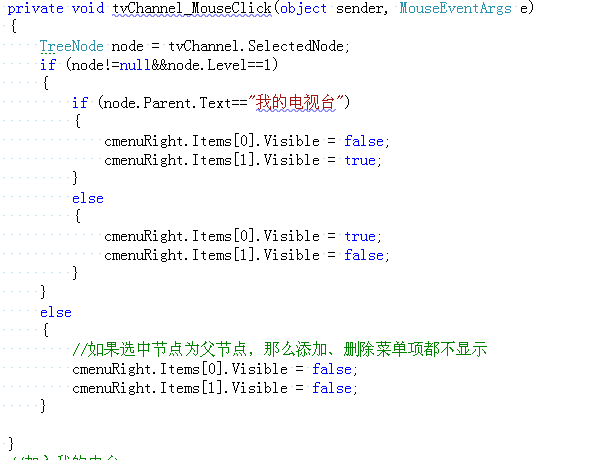 private void tvChannel_MouseClick(object sender, MouseEventArgs e)
{
    TreeNode node = tvChannel.SelectedNode;
    if (node!=null&&node.Level==1)
    {
        if (node.Parent.Text=="我的电视台")
        {
            cmenuRight.Items[0].Visible = false;
            cmenuRight.Items[1].Visible = true;
        }
        else
        {
            cmenuRight.Items[0].Visible = true;
            cmenuRight.Items[1].Visible = false;
        }
    }
    else
    {
        //如果选中节点为父节点，那么添加、删除菜单项都不显示
        cmenuRight.Items[0].Visible = false;
        cmenuRight.Items[1].Visible = false;
    }
}